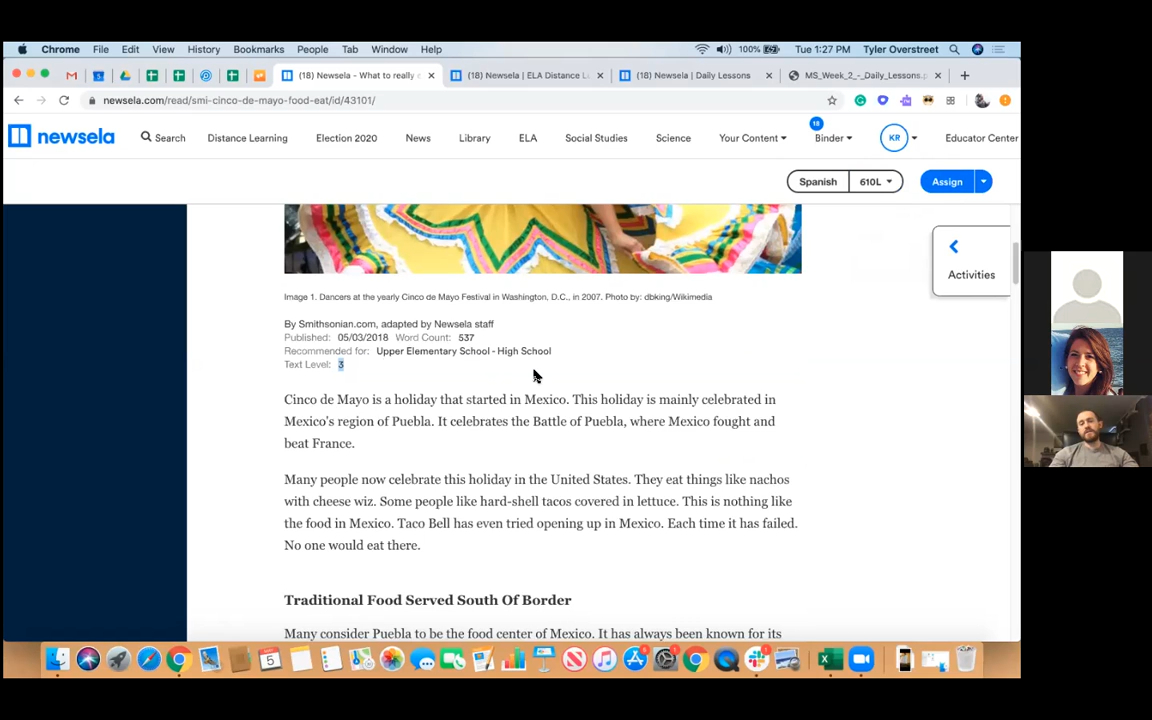 Chrome File Edit View History Bookmarks People Tab Window Help 100% Tue 1:27 PM Tyler Overstreet
(18) Newsela - What to really e × (18) Newsela | ELA Distance L × (18) Newsela | Daily Lessons × MS_Week_2_-_Daily_Lessons.p × +
newsela.com/read/smi-cinco-de-mayo-food-eat/id/43101/
newsela Search Distance Learning Election 2020 News Library ELA Social Studies Science Your Content 18 Binder KR Educator Center
Spanish 610L Assign
Activities
Image 1. Dancers at the yearly Cinco de Mayo Festival in Washington, D.C., in 2007. Photo by: dbking/Wikimedia
By Smithsonian.com, adapted by Newsela staff
Published: 05/03/2018 Word Count: 537
Recommended for: Upper Elementary School - High School
Text Level: 3
Cinco de Mayo is a holiday that started in Mexico. This holiday is mainly celebrated in
Mexico's region of Puebla. It celebrates the Battle of Puebla, where Mexico fought and
beat France.
Many people now celebrate this holiday in the United States. They eat things like nachos
with cheese wiz. Some people like hard-shell tacos covered in lettuce. This is nothing like
the food in Mexico. Taco Bell has even tried opening up in Mexico. Each time it has failed.
No one would eat there.
Traditional Food Served South Of Border
Many consider Puebla to be the food center of Mexico. It has always been known for its
5